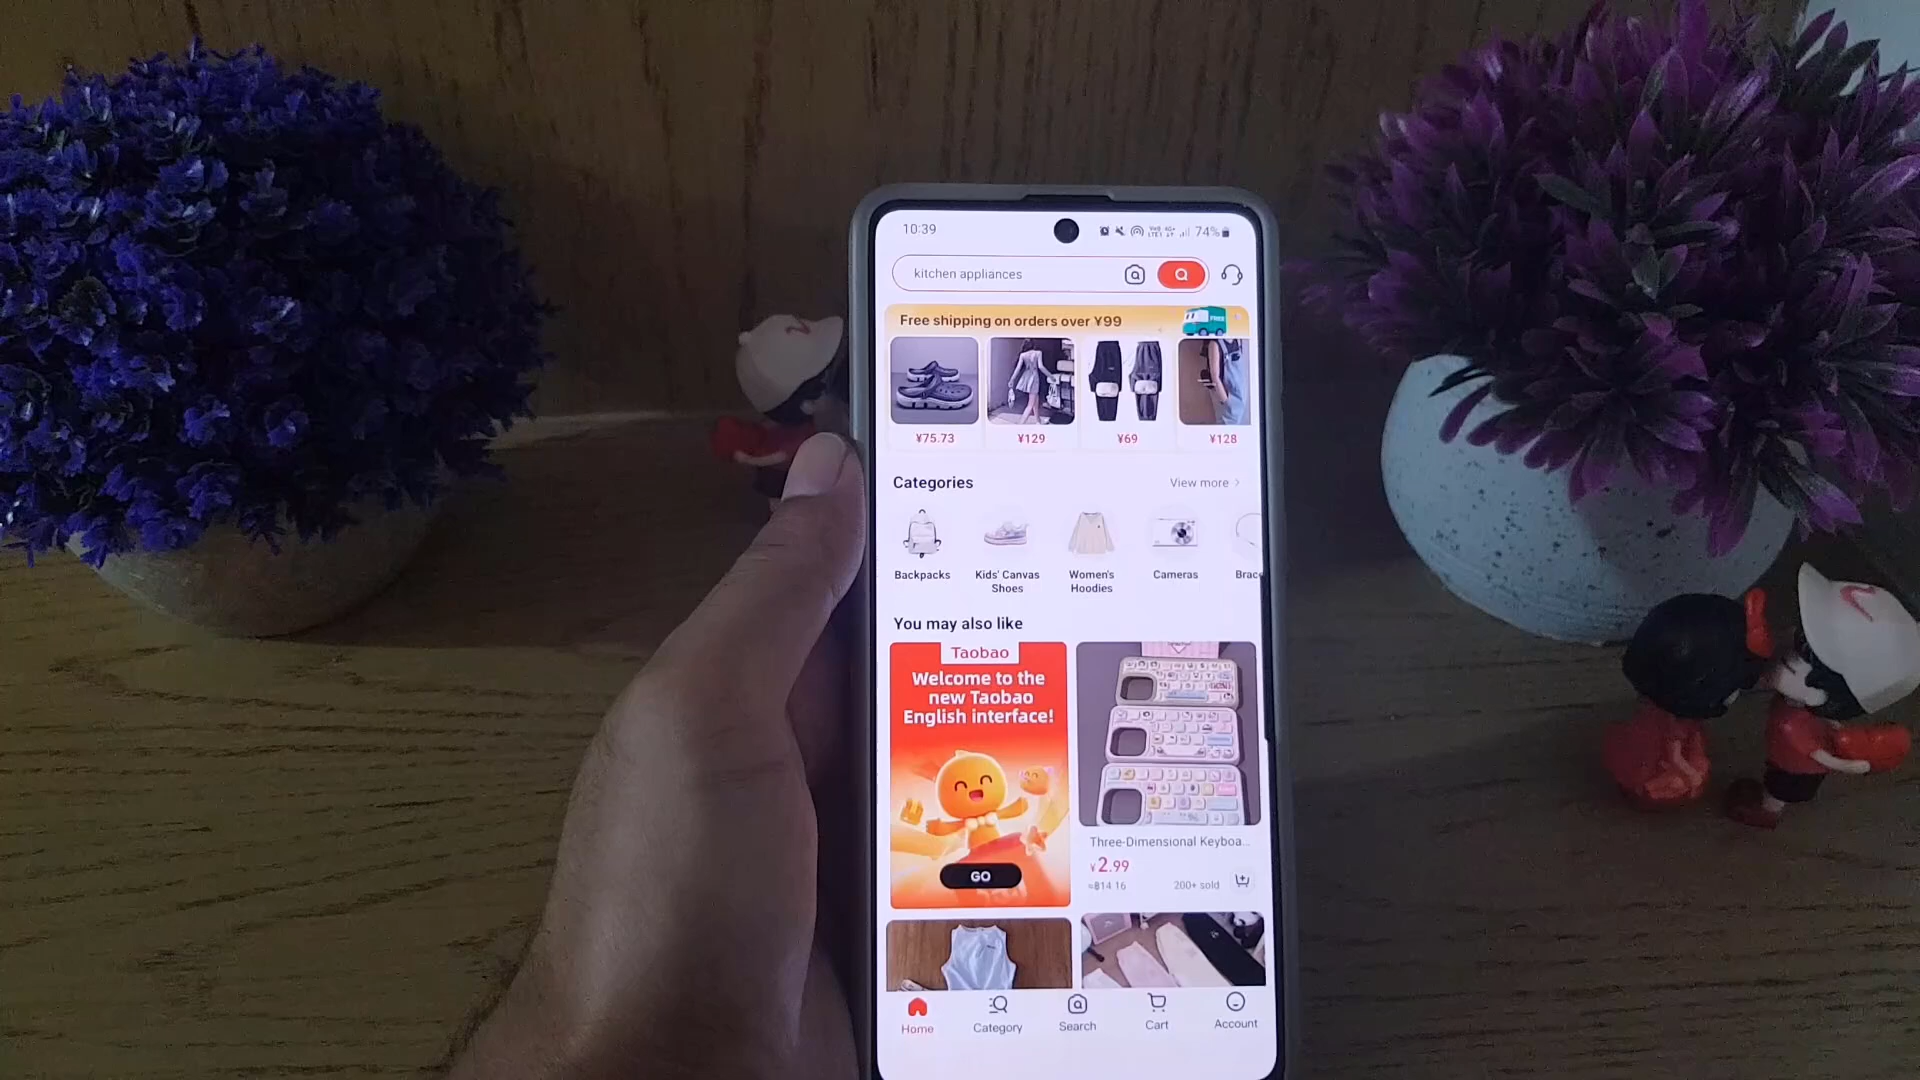 10:39
74%
kitchen appliances
Free shipping on orders over ¥99
FREE
¥75.73
¥129
¥69
¥128
Categories
View more >
Backpacks
Kids' Canvas
Shoes
Women's
Hoodies
Cameras
Brac
You may also like
Taobao
Welcome to the
new Taobao
English interface!
GO
Three-Dimensional Keyboa...
¥2.99
≈฿14.16
200+ sold
Home
Category
Search
Cart
Account